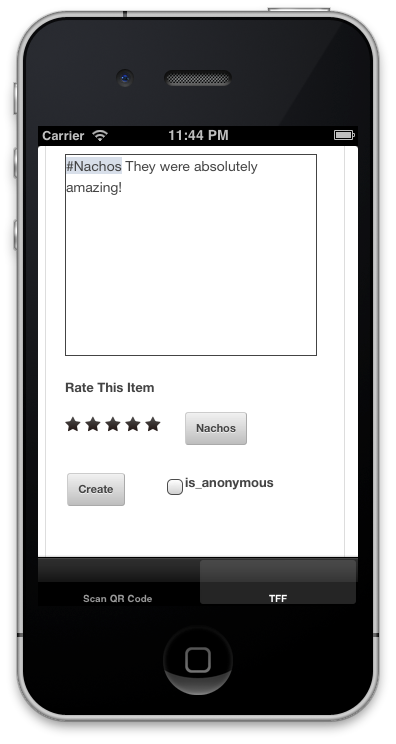 Carrier 11:44 PM
#Nachos They were absolutely
amazing!
Rate This Item
Nachos
Create
is_anonymous
Scan QR Code
TFF